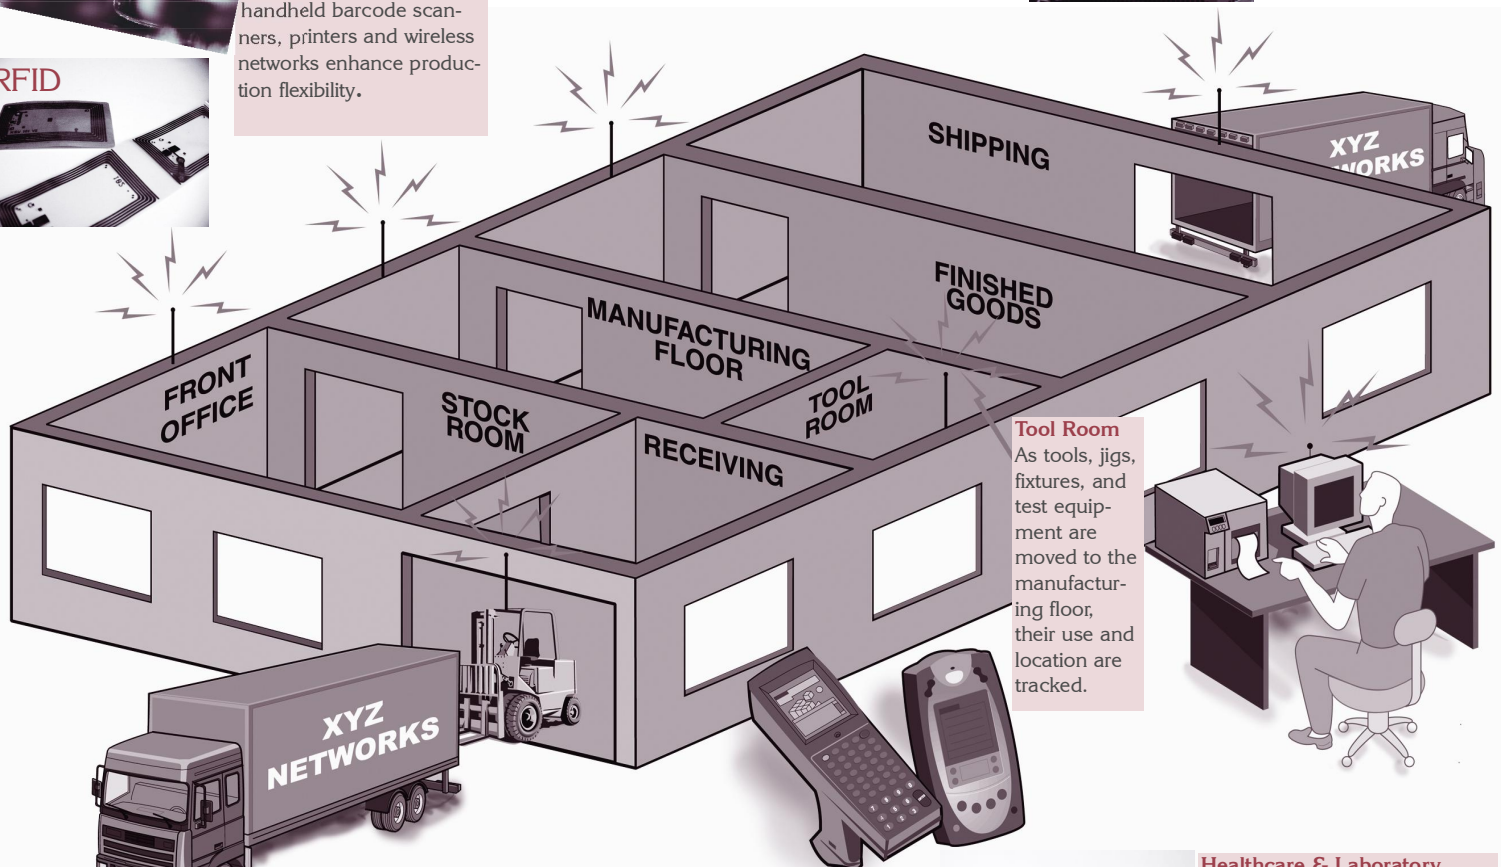 handheld barcode scan-
ners, printers and wireless
networks enhance produc-
tion flexibility.
RFID
SHIPPING
XYZ
WORKS
FINISHED
GOODS
MANUFACTURING
FLOOR
TOOL
ROOM
FRONT
OFFICE
STOCK
ROOM
RECEIVING
Tool Room
As tools, jigs,
fixtures, and
test equip-
ment are
moved to the
manufactur-
ing floor,
their use and
location are
tracked.
XYZ
NETWORKS
Healthcare & Laboratory